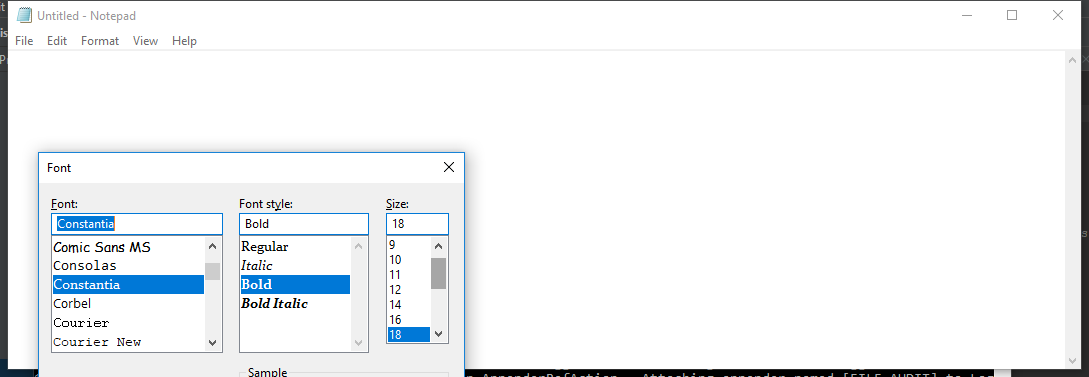 Untitled - Notepad
File Edit Format View Help
Font
Font: Font style: Size:
Constantia Bold 18
Comic Sans MS
Consolas
Constantia
Corbel
Courier
Courier New
Regular
Italic
Bold
Bold Italic
9
10
11
12
14
16
18
Sample
AppenderRefAction - Attaching appender named [FILE_AUDIT] to Log